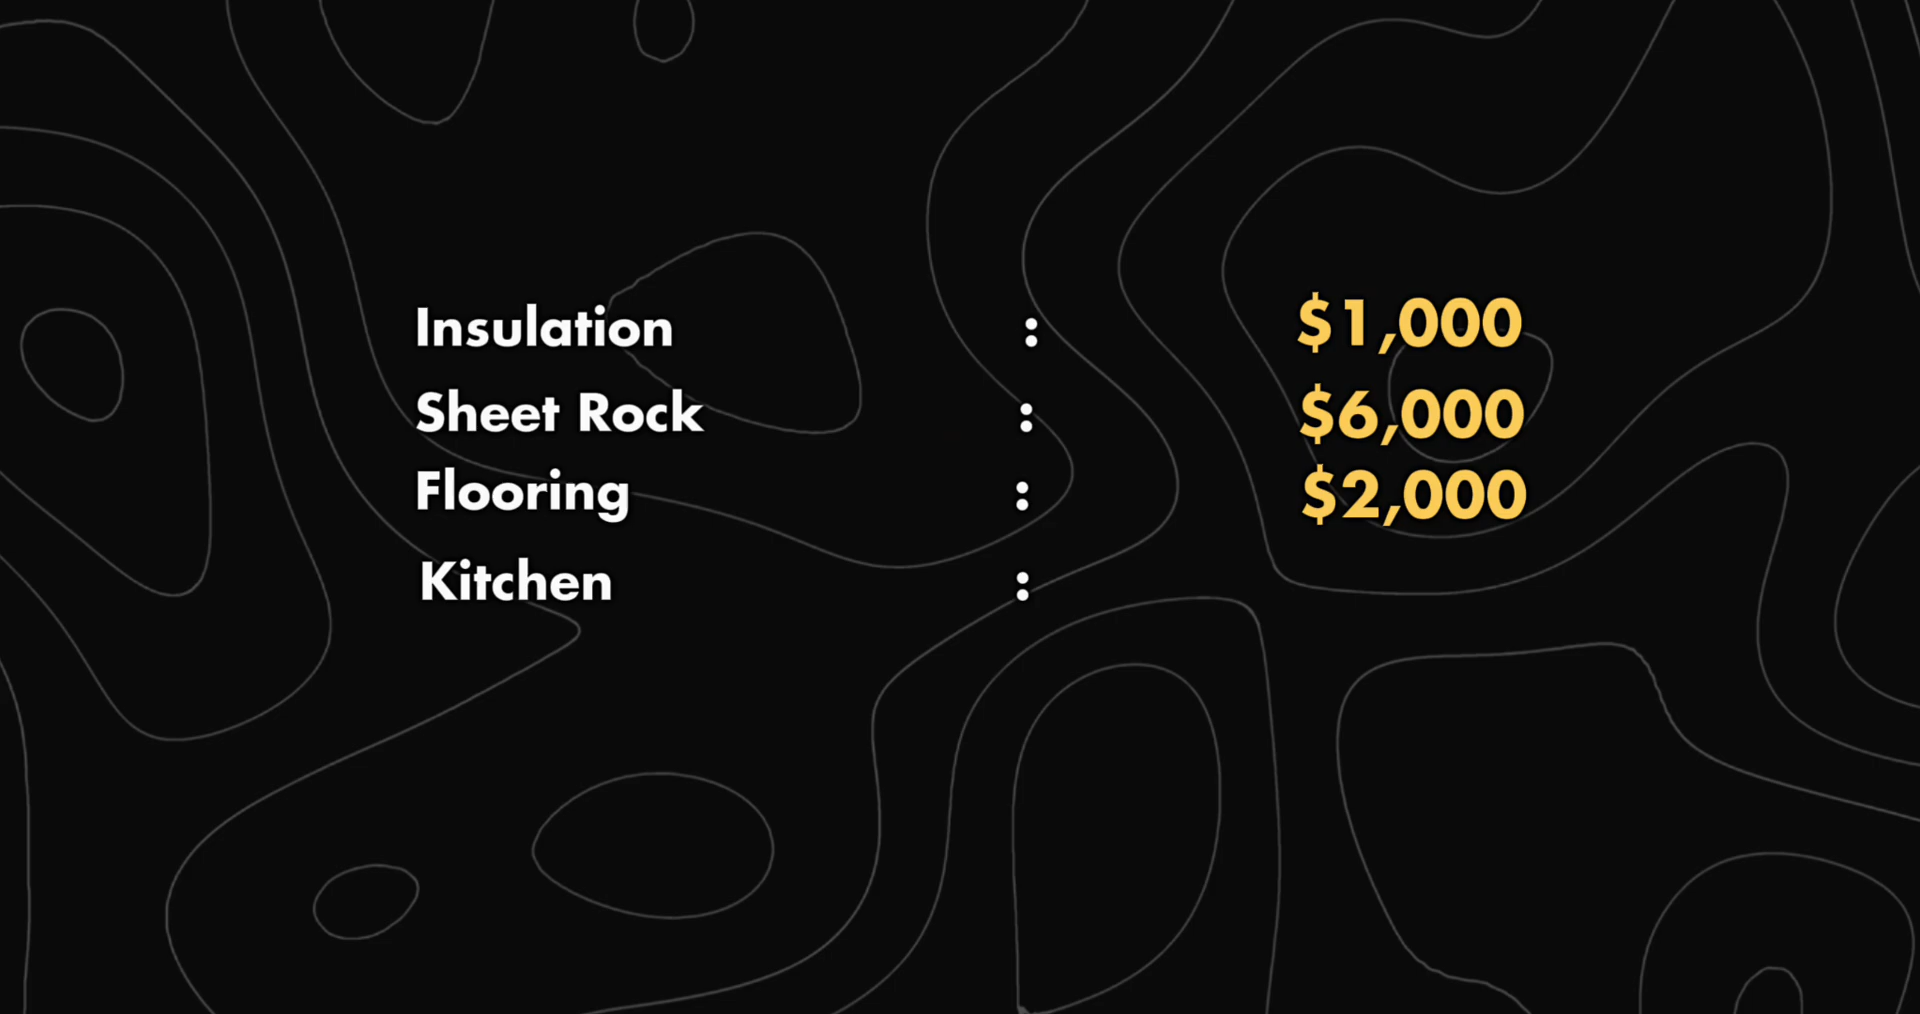 Insulation : $1,000
Sheet Rock : $6,000
Flooring : $2,000
Kitchen :